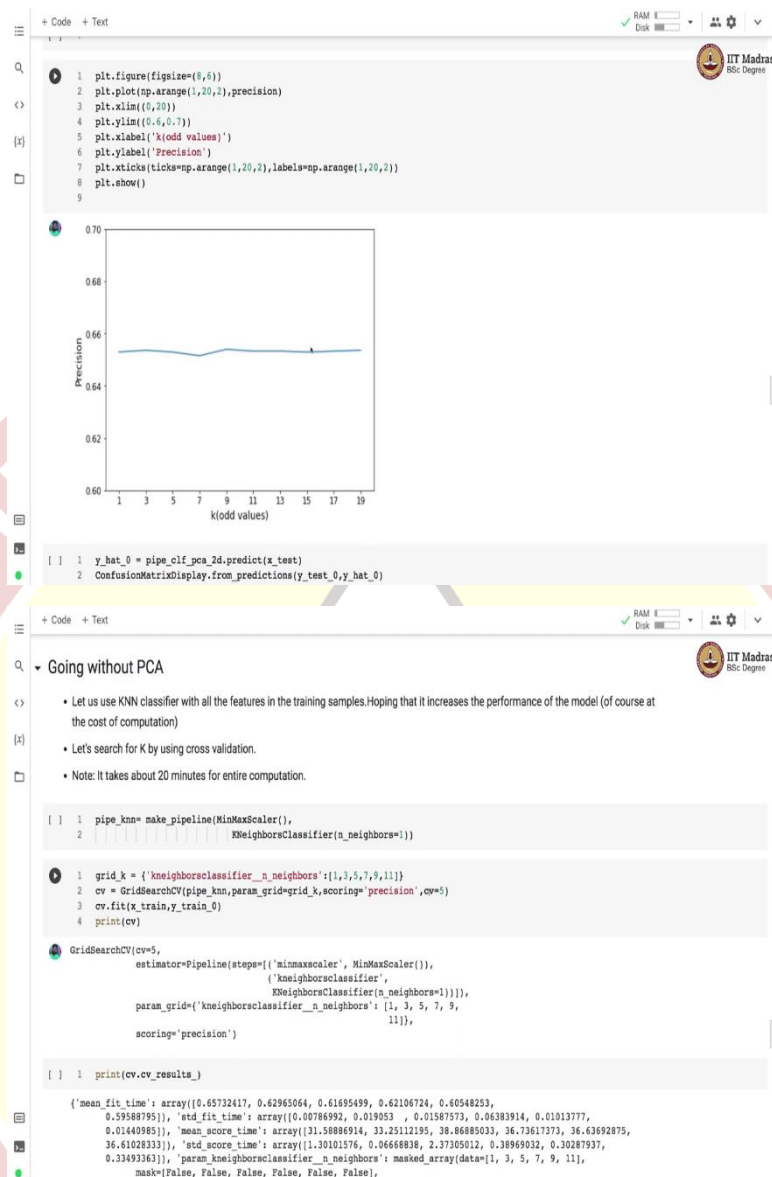 + Code + Text
RAM
Disk
IIT Madras
BSc Degree
1 plt.figure(figsize=(8,6))
2 plt.plot(np.arange(1,20,2),precision)
3 plt.xlim((0,20))
4 plt.ylim((0.6,0.7))
5 plt.xlabel('k(odd values)')
6 plt.ylabel('Precision')
7 plt.xticks(ticks=np.arange(1,20,2),labels=np.arange(1,20,2))
8 plt.show()
9
0.70
0.68
0.66
0.64
0.62
0.60
Precision
1 3 5 7 9 11 13 15 17 19
k(odd values)
[ ] 1 y_hat_0 = pipe_clf_pca_2d.predict(x_test)
2 ConfusionMatrixDisplay.from_predictions(y_test_0,y_hat_0)
+ Code + Text
RAM
Disk
IIT Madras
BSc Degree
Going without PCA
• Let us use KNN classifier with all the features in the training samples.Hoping that it increases the performance of the model (of course at
the cost of computation)
• Let's search for K by using cross validation.
• Note: It takes about 20 minutes for entire computation.
[ ] 1 pipe_knn= make_pipeline(MinMaxScaler(),
2 KNeighborsClassifier(n_neighbors=1))
1 grid_k = {'kneighborsclassifier__n_neighbors':[1,3,5,7,9,11]}
2 cv = GridSearchCV(pipe_knn,param_grid=grid_k,scoring='precision',cv=5)
3 cv.fit(x_train,y_train_0)
4 print(cv)
GridSearchCV(cv=5,
estimator=Pipeline(steps=[('minmaxscaler', MinMaxScaler()),
('kneighborsclassifier',
KNeighborsClassifier(n_neighbors=1))]),
param_grid={'kneighborsclassifier__n_neighbors': [1, 3, 5, 7, 9,
11]},
scoring='precision')
[ ] 1 print(cv.cv_results_)
{'mean_fit_time': array([0.65732417, 0.62965064, 0.61695499, 0.62106724, 0.60548253,
0.59588795]), 'std_fit_time': array([0.00786992, 0.019053 , 0.01587573, 0.06383914, 0.01013777,
0.01440985]), 'mean_score_time': array([31.58886914, 33.25112195, 38.86885033, 36.73617373, 36.63692875,
36.61028333]), 'std_score_time': array([1.30101576, 0.06668838, 2.37305012, 0.38969032, 0.30287937,
0.33493363]), 'param_kneighborsclassifier__n_neighbors': masked_array(data=[1, 3, 5, 7, 9, 11],
mask=[False, False, False, False, False, False],